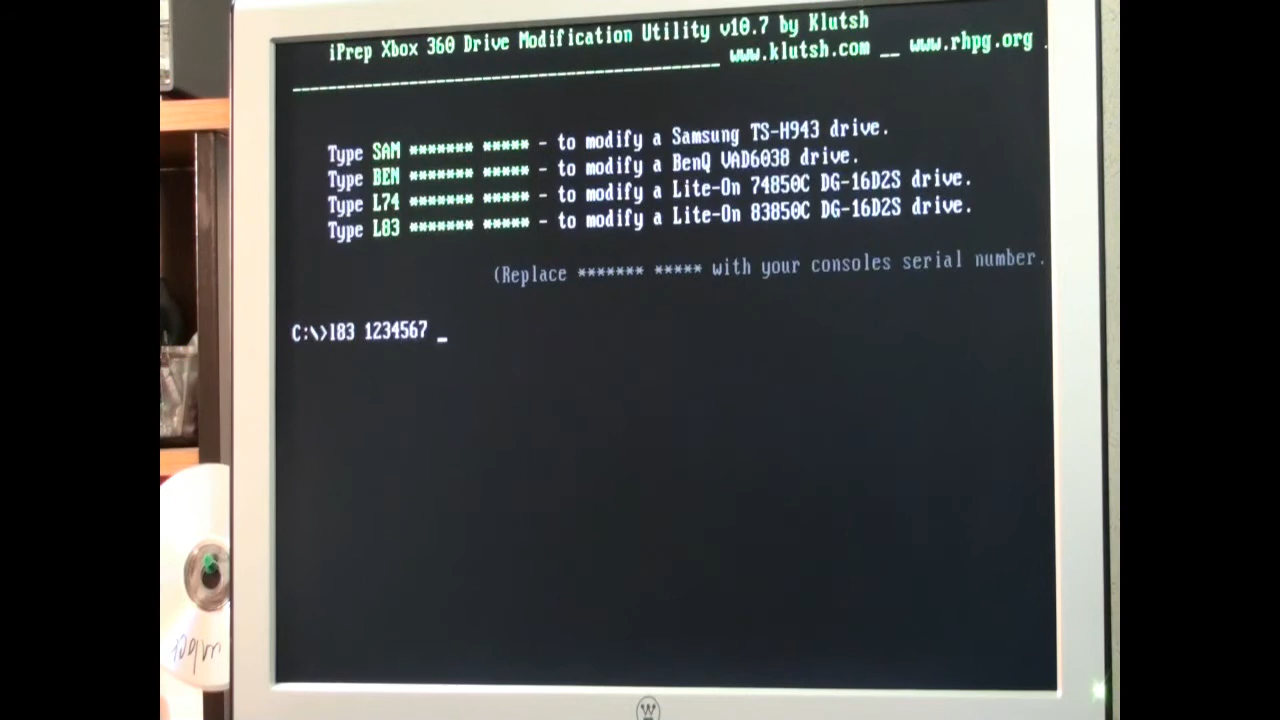 iPrep Xbox 360 Drive Modification Utility v10.7 by Klutsh
www.klutsh.com __ www.rhpg.org .
Type SAM ******* ***** - to modify a Samsung TS-H943 drive.
Type BEN ******* ***** - to modify a BenQ VAD6038 drive.
Type L74 ******* ***** - to modify a Lite-On 74850C DG-16D2S drive.
Type L83 ******* ***** - to modify a Lite-On 83850C DG-16D2S drive.
(Replace ******* ***** with your consoles serial number.
C:\>l83 1234567 _